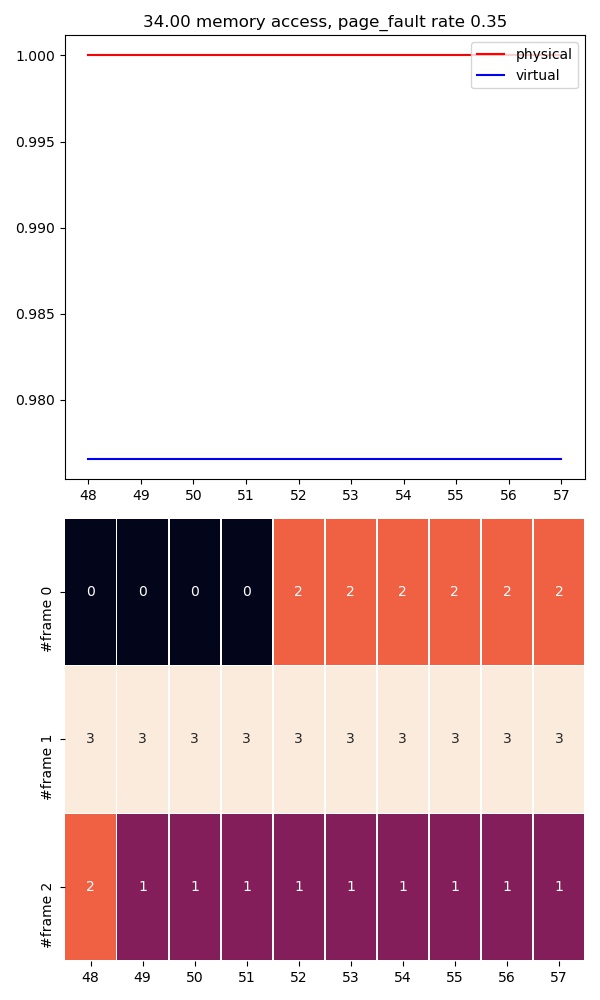 34.00 memory access, page_fault rate 0.35
1.000
0.995
0.990
0.985
0.980
physical
virtual
48 49 50 51 52 53 54 55 56 57
#frame 0
0 0 0 0 2 2 2 2 2 2
#frame 1
3 3 3 3 3 3 3 3 3 3
#frame 2
2 1 1 1 1 1 1 1 1 1
48 49 50 51 52 53 54 55 56 57